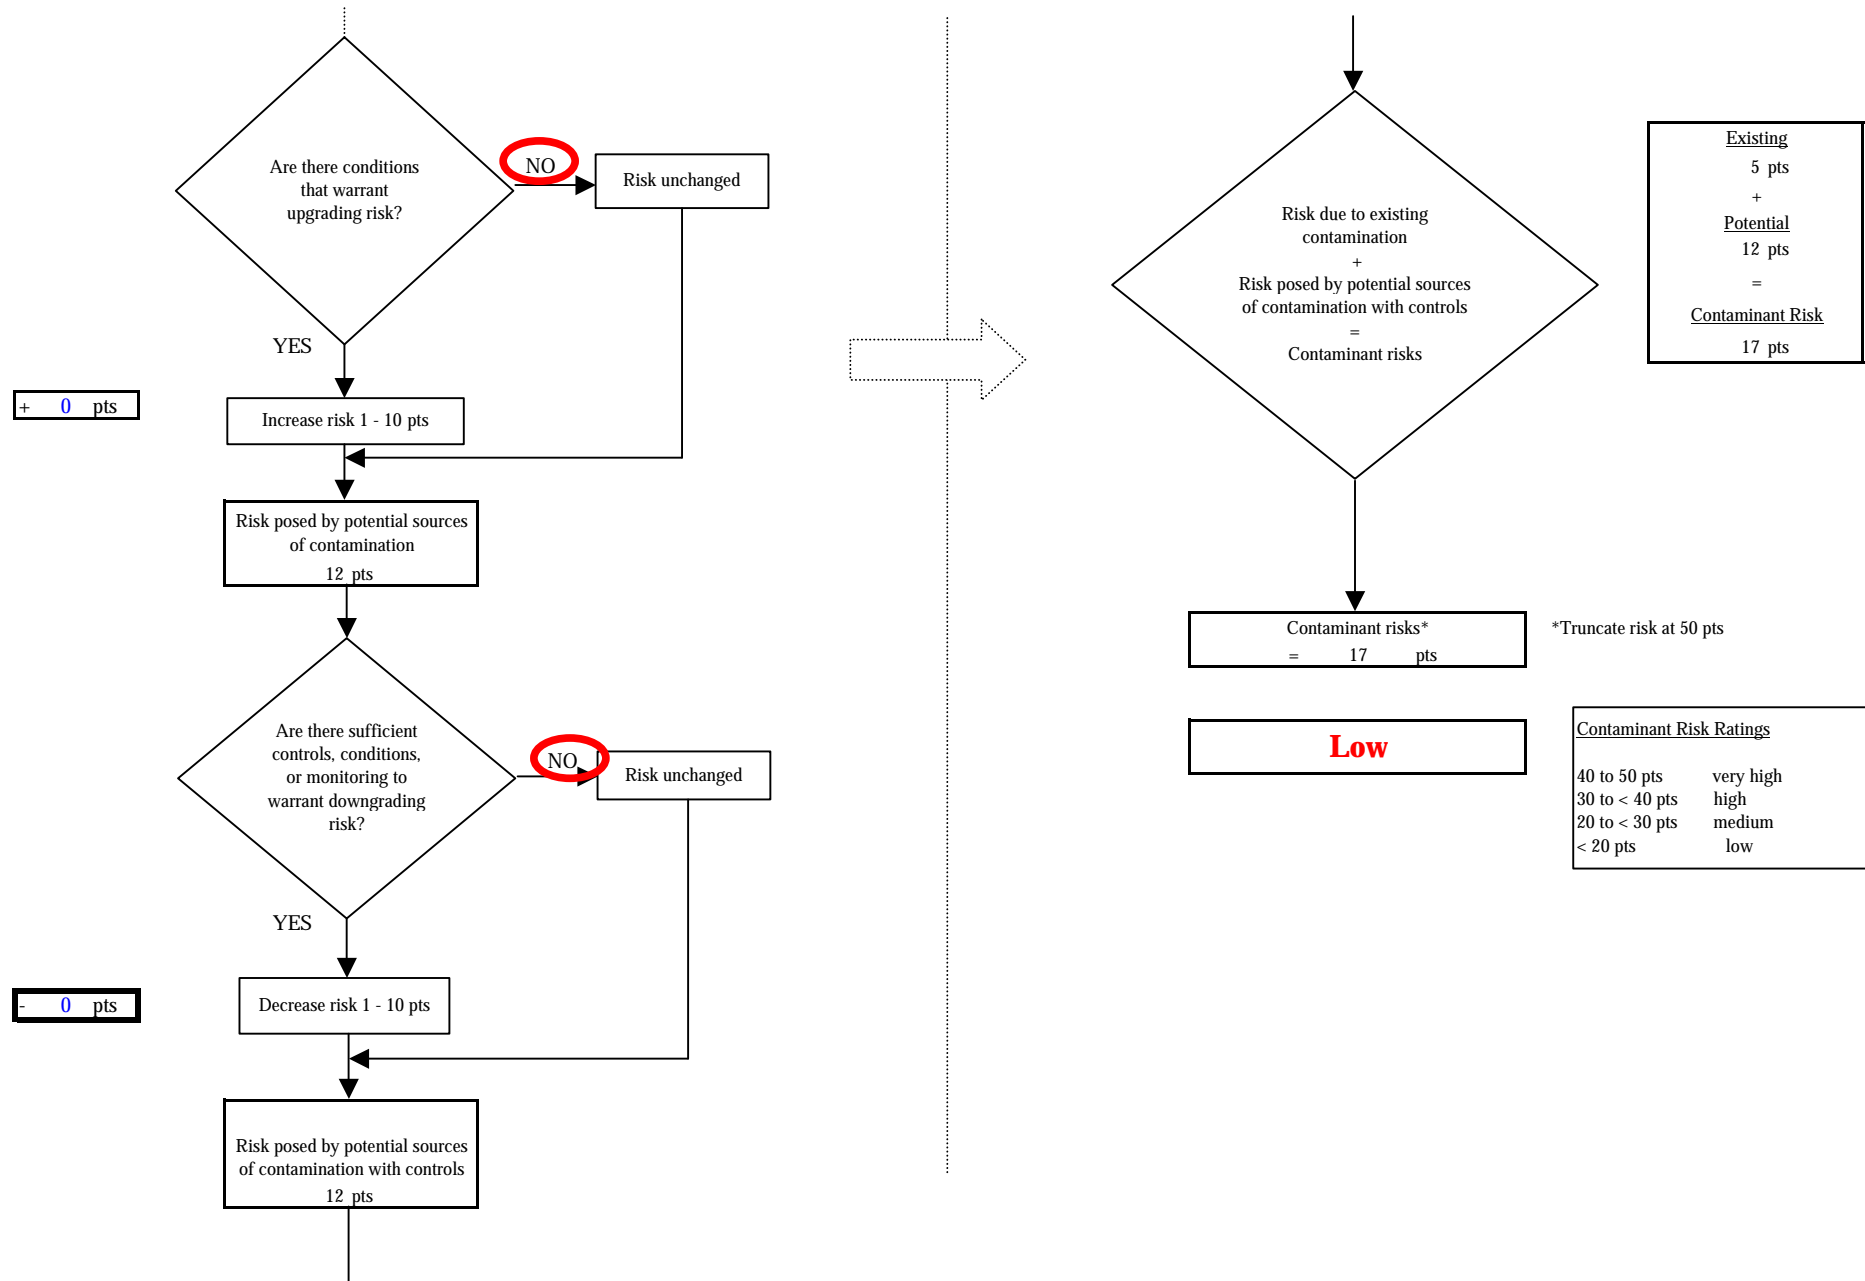 Are there conditions
that warrant
upgrading risk?
NO
Risk unchanged
YES
+ 0 pts
Increase risk 1 - 10 pts
Risk posed by potential sources
of contamination
12 pts
Are there sufficient
controls, conditions,
or monitoring to
warrant downgrading
risk?
NO
Risk unchanged
YES
- 0 pts
Decrease risk 1 - 10 pts
Risk posed by potential sources
of contamination with controls
12 pts
Risk due to existing
contamination
+
Risk posed by potential sources
of contamination with controls
=
Contaminant risks
Existing
5 pts
+
Potential
12 pts
=
Contaminant Risk
17 pts
Contaminant risks*
= 17 pts
*Truncate risk at 50 pts
Low
Contaminant Risk Ratings
40 to 50 pts very high
30 to < 40 pts high
20 to < 30 pts medium
< 20 pts low